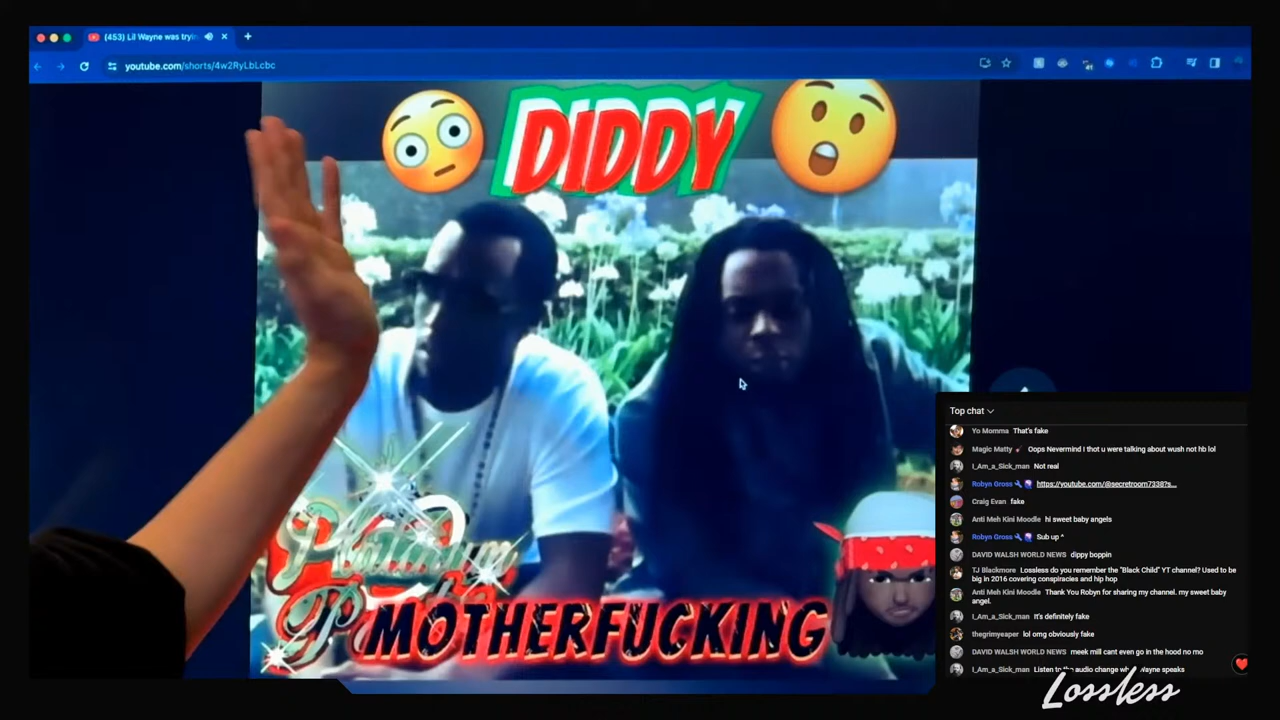 (453) Lil Wayne was tryin
youtube.com/shorts/4w2RyLbLcbc
41
DIDDY
Platinum
MOTHERFUCKING
Top chat
Yo Momma That's fake
Magic Matty Oops Nevermind I thot u were talking about wush not hb lol
I_Am_a_Sick_man Not real
Robyn Gross https://youtube.com/@secretroom7338?s...
Craig Evan fake
Anti Meh Kini Moodle hi sweet baby angels
Robyn Gross Sub up ^
DAVID WALSH WORLD NEWS dippy boppin
TJ Blackmore Lossless do you remember the "Black Child" YT channel? Used to be
big in 2016 covering conspiracies and hip hop
Anti Meh Kini Moodle Thank You Robyn for sharing my channel. my sweet baby
angel.
I_Am_a_Sick_man It's definitely fake
thegrimyeaper lol omg obviously fake
DAVID WALSH WORLD NEWS meek mill cant even go in the hood no mo
I_Am_a_Sick_man Listen to the audio change Wayne speaks
Lossless